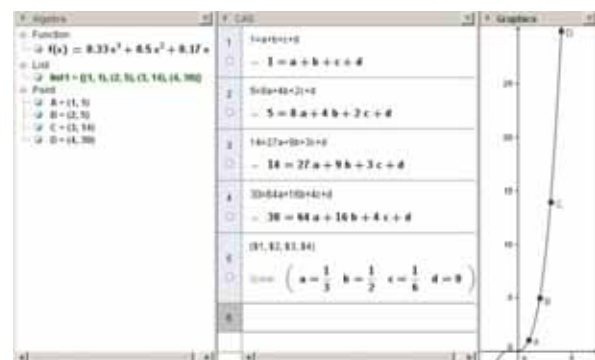 Algebra
Function
f(x) = 0.33 x³ + 0.5 x² + 0.17 x
List
list1 = {(1, 1), (2, 5), (3, 14), (4, 30)}
Point
A = (1, 1)
B = (2, 5)
C = (3, 14)
D = (4, 30)
CAS
1
1=a+b+c+d
1 = a + b + c + d
2
5=8a+4b+2c+d
5 = 8 a + 4 b + 2 c + d
3
14=27a+9b+3c+d
14 = 27 a + 9 b + 3 c + d
4
30=64a+16b+4c+d
30 = 64 a + 16 b + 4 c + d
5
{$1, $2, $3, $4}
( a = 1/3 b = 1/2 c = 1/6 d = 0 )
6
Graphics
D
25
20
15
C
10
5
B
A
0